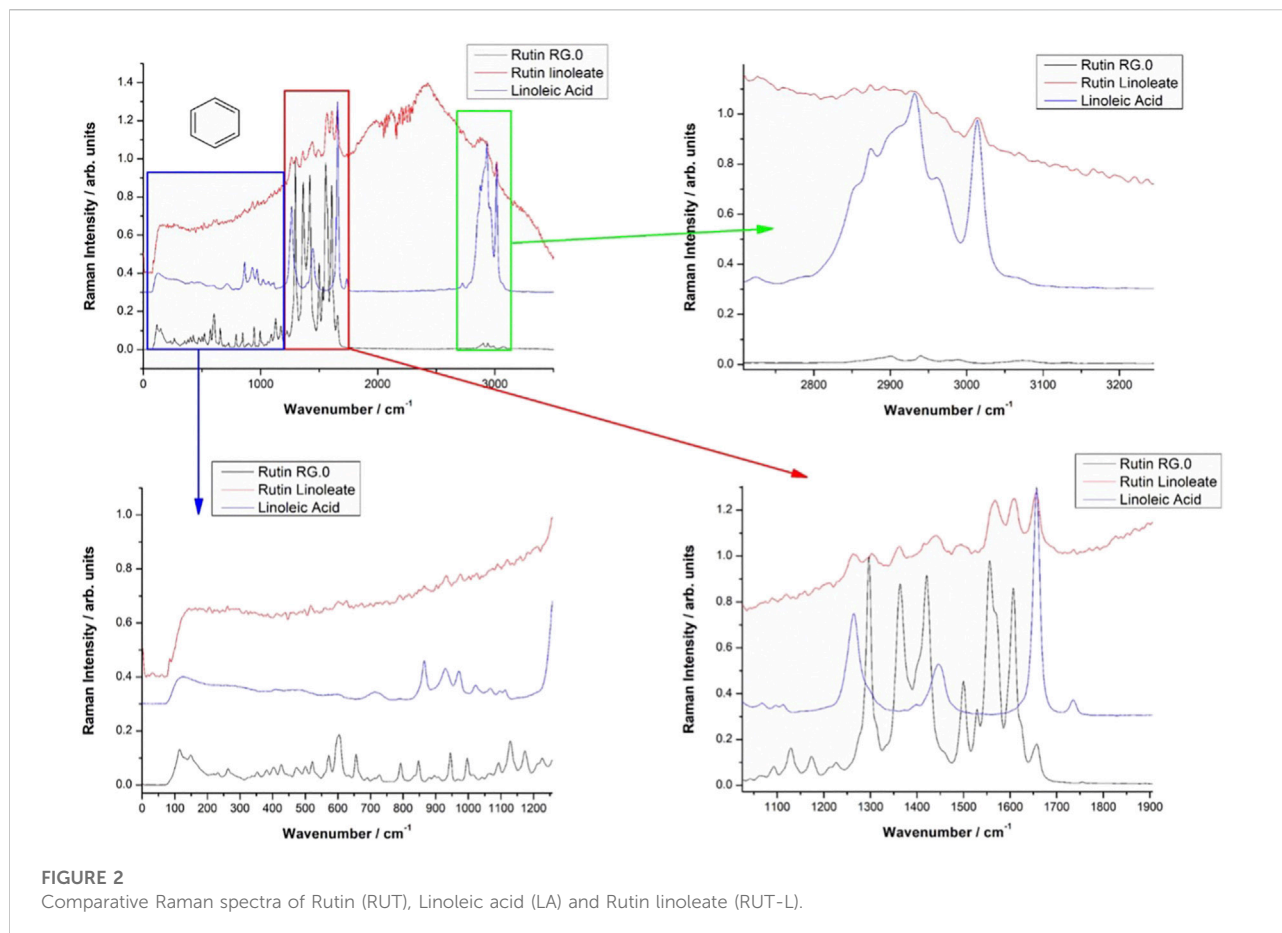 Rutin RG.0
Rutin linoleate
Linoleic Acid
Raman Intensity / arb. units
1.4
1.2
1.0
0.8
0.6
0.4
0.2
0.0
0 1000 2000 3000
Wavenumber / cm⁻¹
Rutin RG.0
Rutin Linoleate
Linoleic Acid
Raman Intensity / arb. units
1.0
0.8
0.6
0.4
0.2
0.0
2800 2900 3000 3100 3200
Wavenumber / cm⁻¹
Rutin RG.0
Rutin Linoleate
Linoleic Acid
Raman Intensity / arb. units
1.0
0.8
0.6
0.4
0.2
0.0
0 100 200 300 400 500 600 700 800 900 1000 1100 1200
Wavenumber / cm⁻¹
Rutin RG.0
Rutin Linoleate
Linoleic Acid
Raman Intensity / arb. units
1.2
1.0
0.8
0.6
0.4
0.2
0.0
1100 1200 1300 1400 1500 1600 1700 1800 1900
Wavenumber / cm⁻¹
FIGURE 2
Comparative Raman spectra of Rutin (RUT), Linoleic acid (LA) and Rutin linoleate (RUT-L).